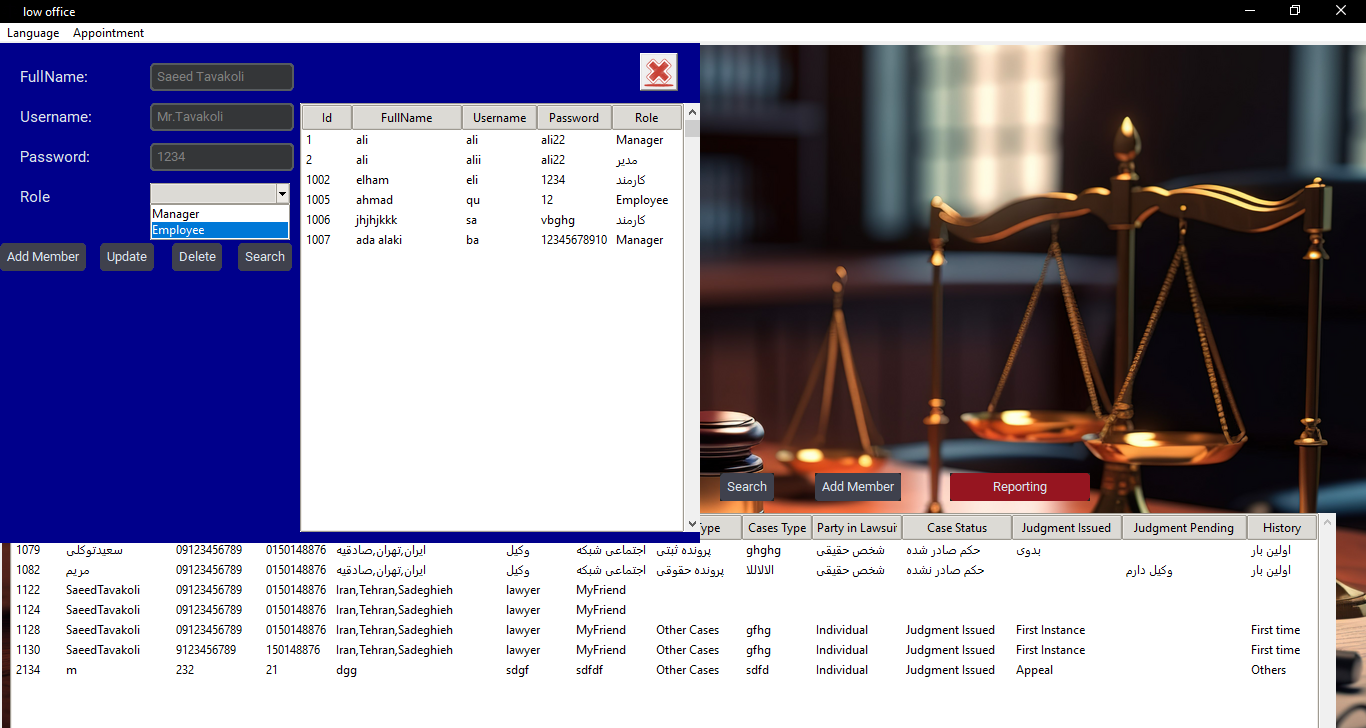 low office
Language Appointment
FullName: Saeed Tavakoli
Username: Mr.Tavakoli
Password: 1234
Role
Manager
Employee
Add Member Update Delete Search
Id FullName Username Password Role
1 ali ali ali22 Manager
2 ali alii ali22 مدیر
1002 elham eli 1234 کارمند
1005 ahmad qu 12 Employee
1006 jhjhjkkk sa vbghg کارمند
1007 ada alaki ba 12345678910 Manager
Search Add Member Reporting
ype Cases Type Party in Lawsui Case Status Judgment Issued Judgment Pending History
1079 سعیدتوکلی 09123456789 0150148876 ایران,تهران,صادقیه وکیل اجتماعی شبکه پرونده ثبتی ghghg شخص حقیقی حکم صادر شده بدوی اولین بار
1082 مریم 09123456789 0150148876 ایران,تهران,صادقیه وکیل اجتماعی شبکه پرونده حقوقی الالاللا شخص حقیقی حکم صادر نشده وکیل دارم اولین بار
1122 SaeedTavakoli 09123456789 0150148876 Iran,Tehran,Sadeghieh lawyer MyFriend
1124 SaeedTavakoli 09123456789 0150148876 Iran,Tehran,Sadeghieh lawyer MyFriend
1128 SaeedTavakoli 09123456789 0150148876 Iran,Tehran,Sadeghieh lawyer MyFriend Other Cases gfhg Individual Judgment Issued First Instance First time
1130 SaeedTavakoli 9123456789 150148876 Iran,Tehran,Sadeghieh lawyer MyFriend Other Cases gfhg Individual Judgment Issued First Instance First time
2134 m 232 21 dgg sdgf sdfdf Other Cases sdfd Individual Judgment Issued Appeal Others